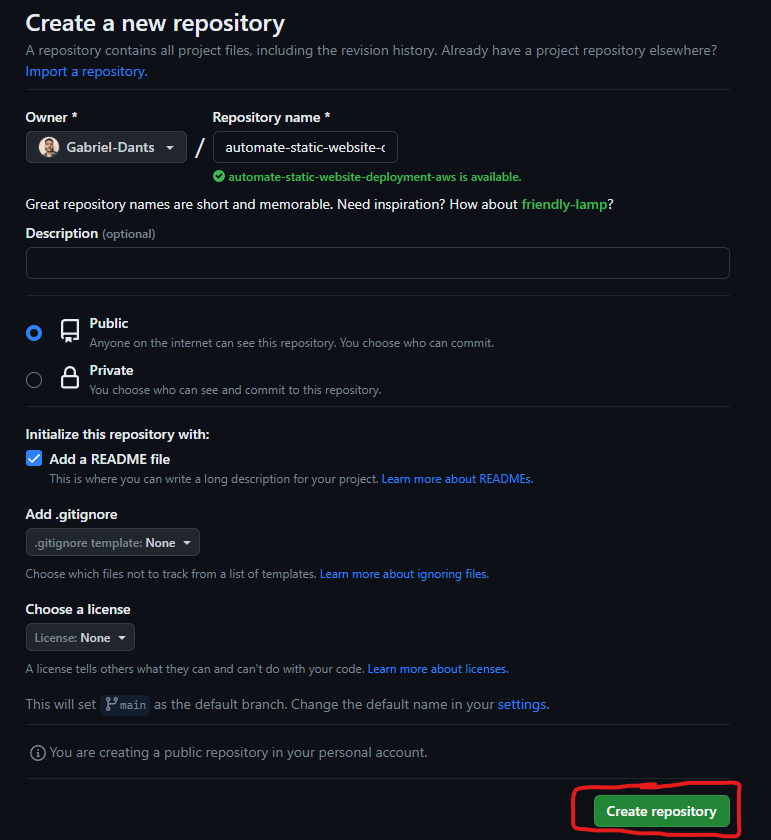 Create a new repository
A repository contains all project files, including the revision history. Already have a project repository elsewhere?
Import a repository.
Owner *
Repository name *
Gabriel-Dants
/
automate-static-website-c
automate-static-website-deployment-aws is available.
Great repository names are short and memorable. Need inspiration? How about friendly-lamp?
Description (optional)
Public
Anyone on the internet can see this repository. You choose who can commit.
Private
You choose who can see and commit to this repository.
Initialize this repository with:
Add a README file
This is where you can write a long description for your project. Learn more about READMEs.
Add .gitignore
.gitignore template: None
Choose which files not to track from a list of templates. Learn more about ignoring files.
Choose a license
License: None
A license tells others what they can and can't do with your code. Learn more about licenses.
This will set main as the default branch. Change the default name in your settings.
You are creating a public repository in your personal account.
Create repository